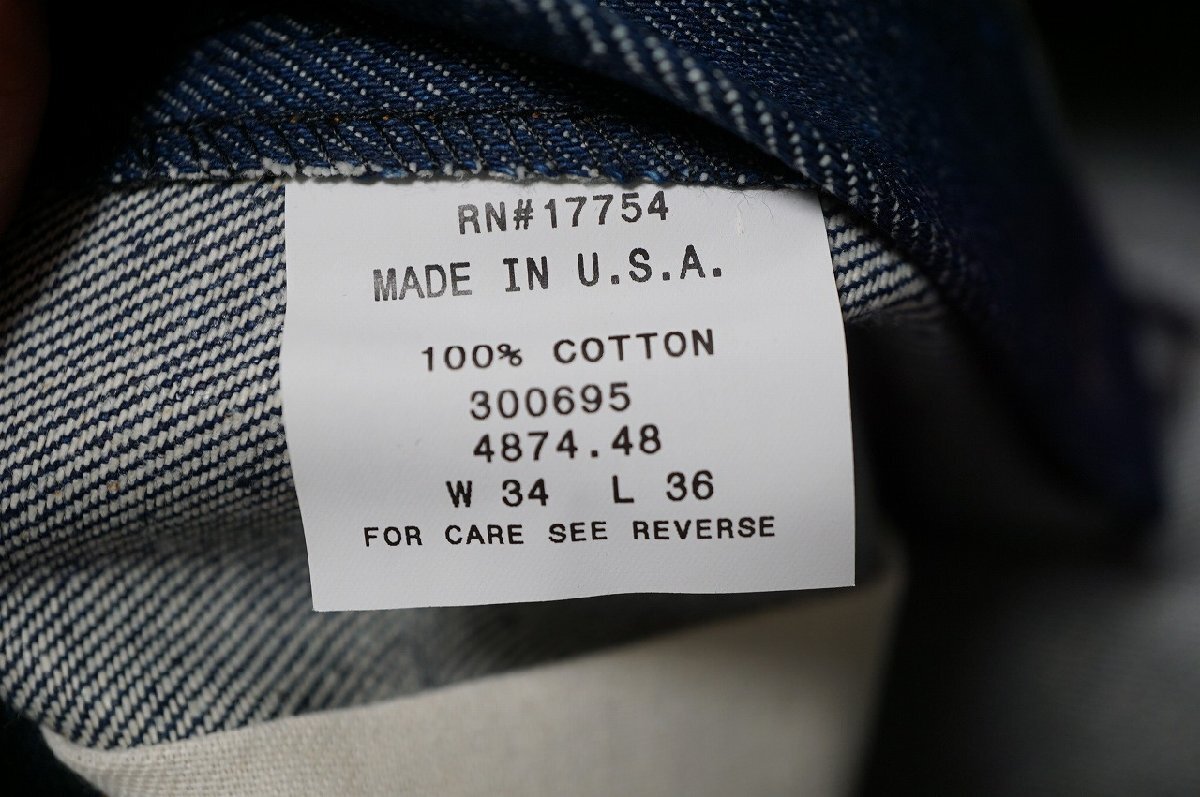 RN#17754
MADE IN U.S.A.
100% COTTON
300695
4874.48
W 34 L 36
FOR CARE SEE REVERSE